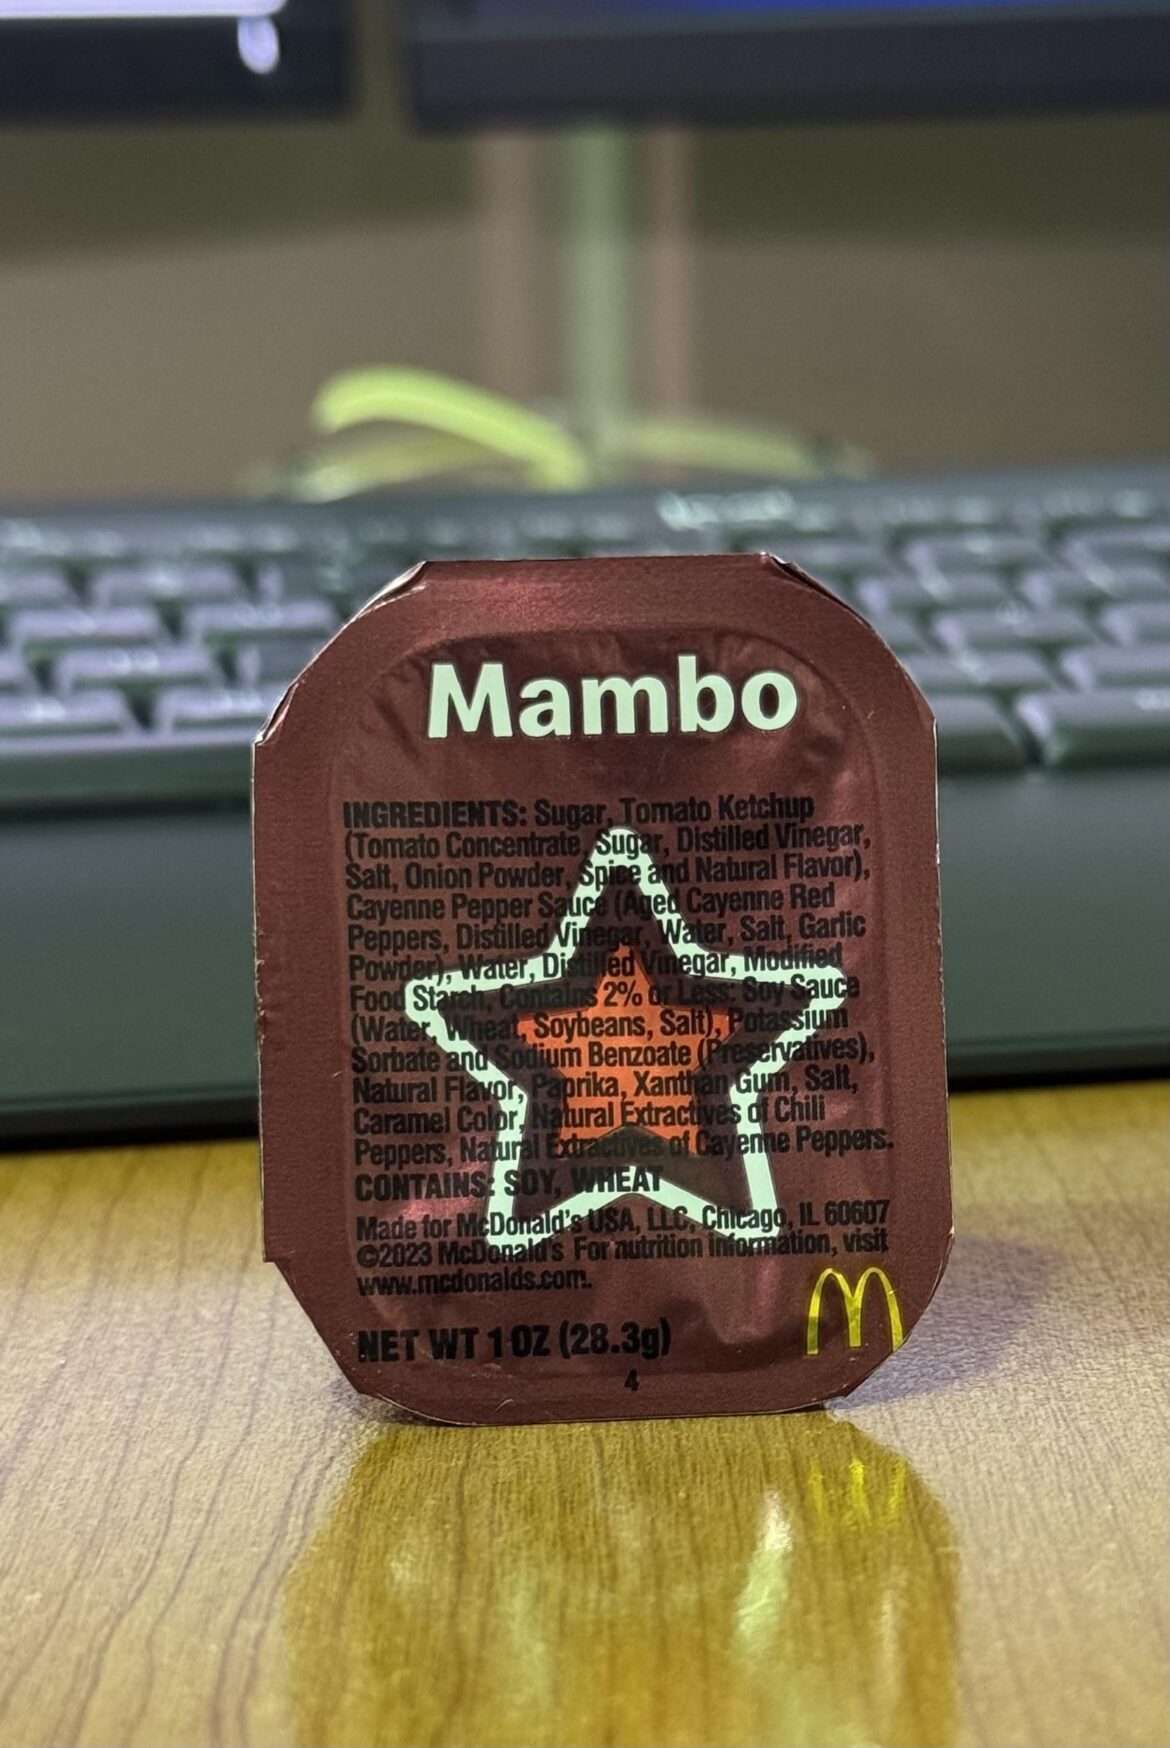 Mambo
INGREDIENTS: Sugar, Tomato Ketchup
(Tomato Concentrate, Sugar, Distilled Vinegar,
Salt, Onion Powder, Spice and Natural Flavor),
Cayenne Pepper Sauce (Aged Cayenne Red
Peppers, Distilled Vinegar, Water, Salt, Garlic
Powder), Water, Distilled Vinegar, Modified
Food Starch, Contains 2% or Less: Soy Sauce
(Water, Wheat, Soybeans, Salt), Potassium
Sorbate and Sodium Benzoate (Preservatives),
Natural Flavor, Paprika, Xanthan Gum, Salt,
Caramel Color, Natural Extractives of Chili
Peppers, Natural Extractives of Cayenne Peppers.
CONTAINS: SOY, WHEAT
Made for McDonald's USA, LLC, Chicago, IL 60607
©2023 McDonald's. For nutrition information, visit
www.mcdonalds.com.
NET WT 1 OZ (28.3g)
4